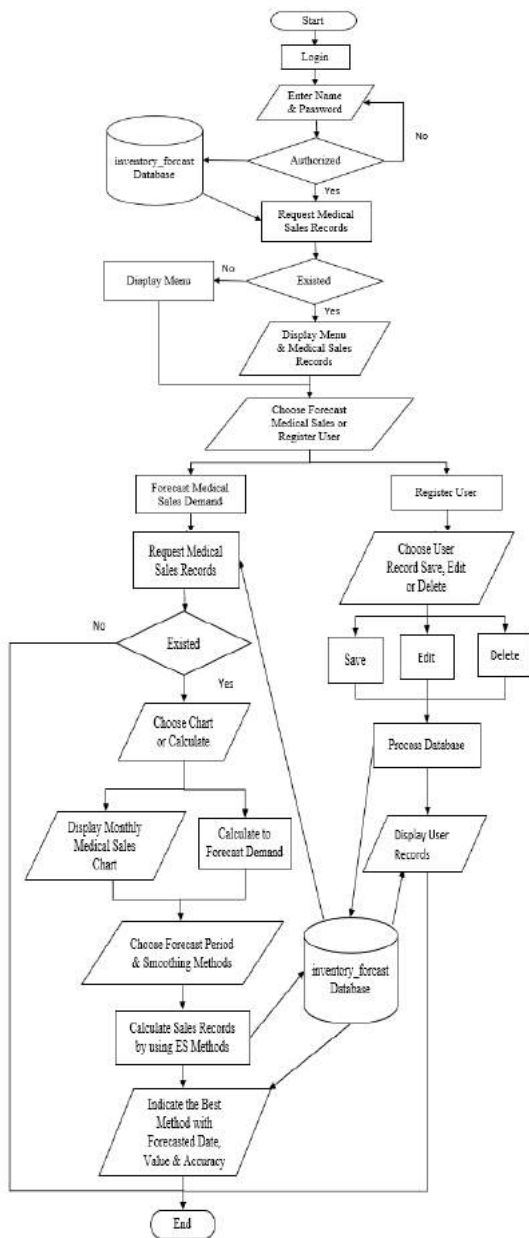 Start
Login
Enter Name
& Password
No
Authorized
inventory_forcast
Database
Yes
Request Medical
Sales Records
No
Display Menu
Existed
Yes
Display Menu
& Medical Sales
Records
Choose Forecast
Medical Sales or
Register User
Forecast Medical
Sales Demand
Register User
Request Medical
Sales Records
Choose User
Record Save, Edit
or Delete
No
Existed
Save
Edit
Delete
Yes
Choose Chart
or Calculate
Process Database
Display Monthly
Medical Sales
Chart
Calculate to
Forecast Demand
Display User
Records
Choose Forecast Period
& Smoothing Methods
inventory_forcast
Database
Calculate Sales Records
by using ES Methods
Indicate the Best
Method with
Forecasted Date,
Value & Accuracy
End